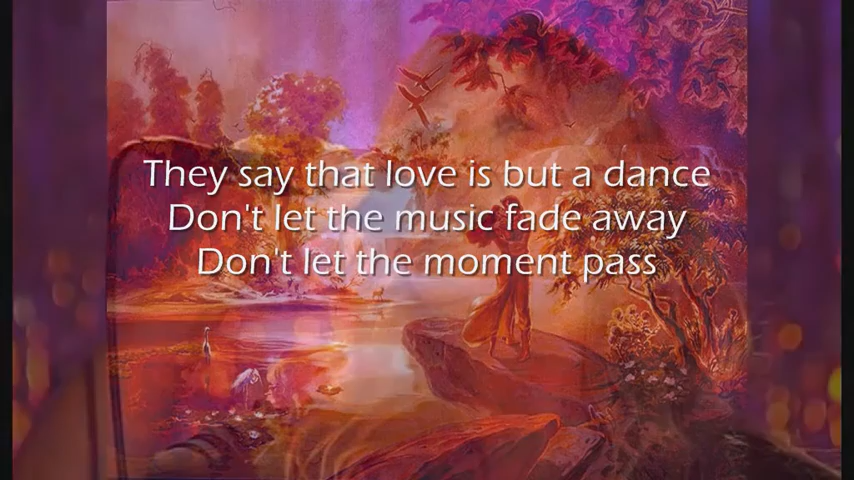 They say that love is but a dance
Don't let the music fade away
Don't let the moment pass